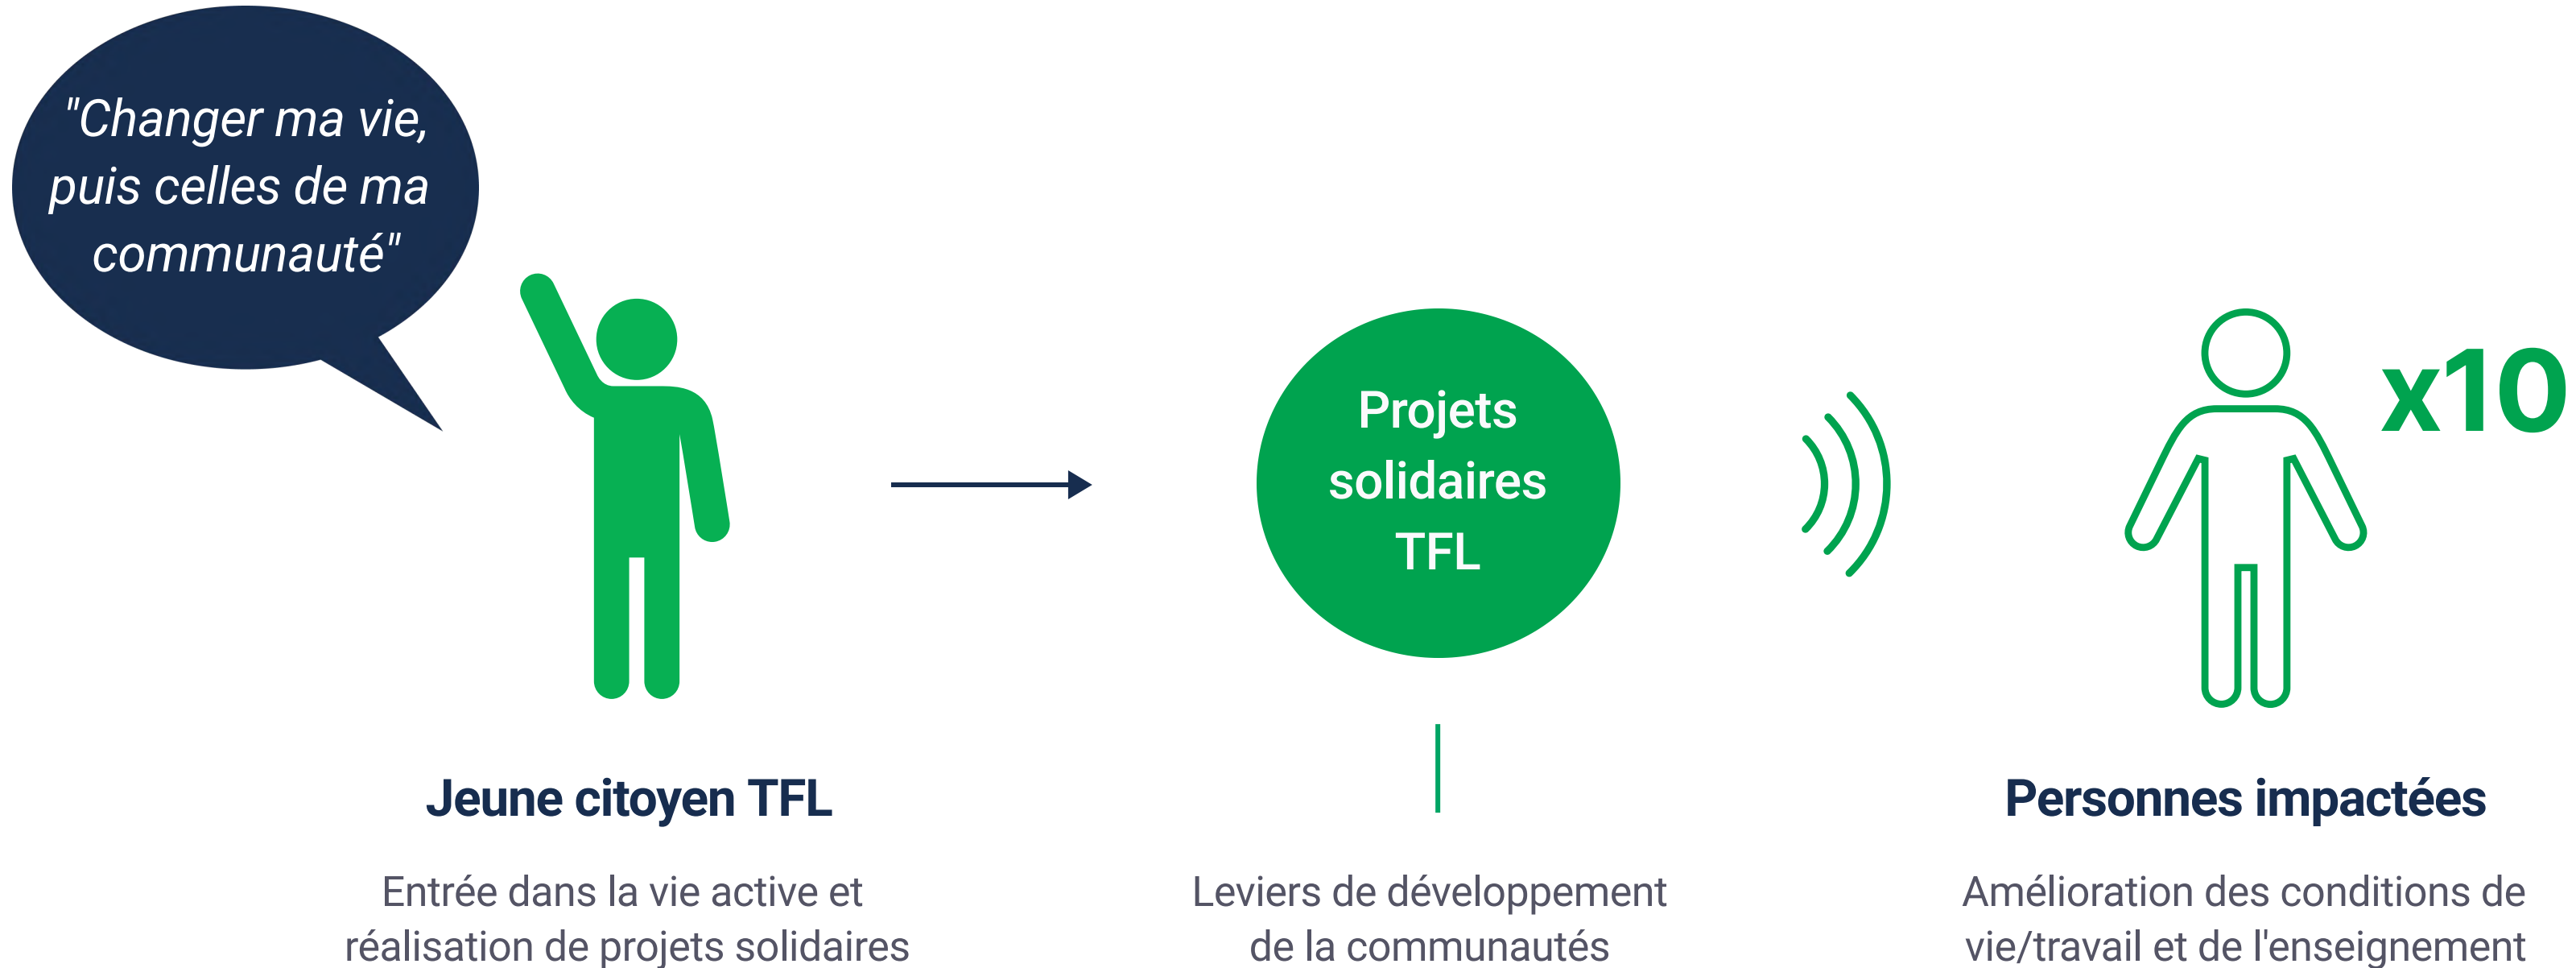 "Changer ma vie,
puis celles de ma
communauté"
Projets
solidaires
TFL
x10
Jeune citoyen TFL
Entrée dans la vie active et
réalisation de projets solidaires
Leviers de développement
de la communautés
Personnes impactées
Amélioration des conditions de
vie/travail et de l'enseignement